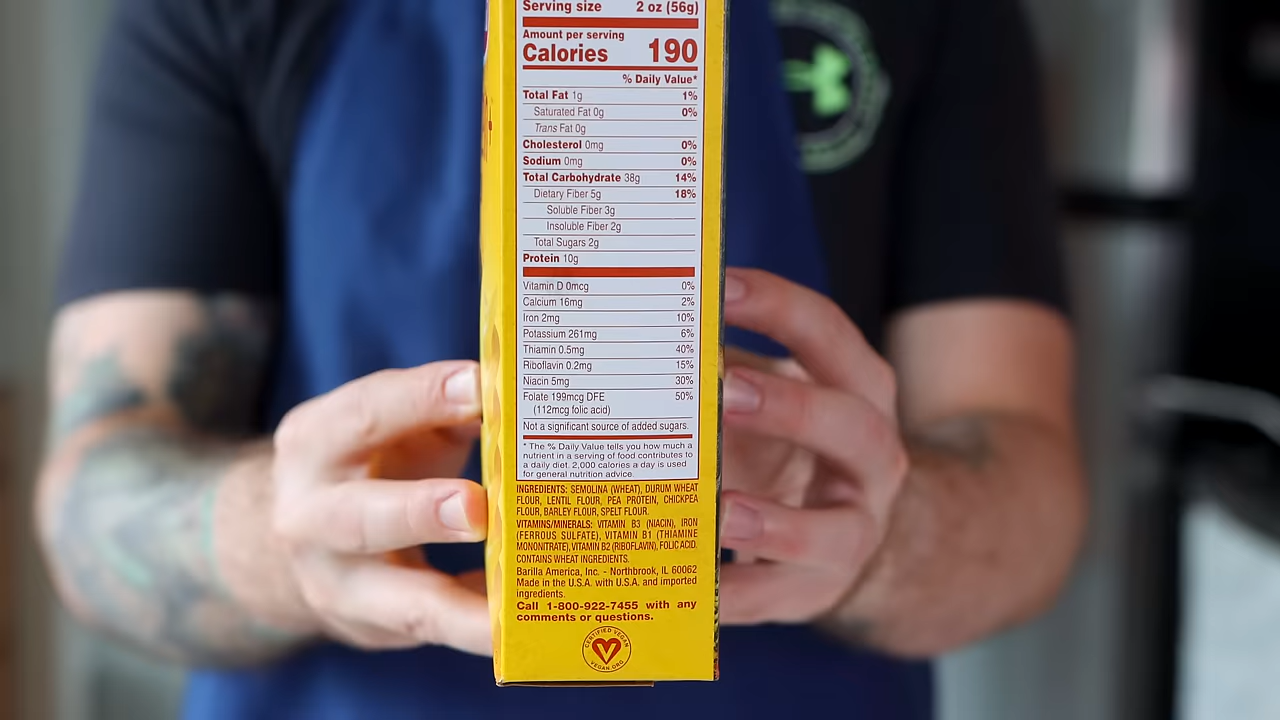 Serving size 2 oz (56g)
Amount per serving
Calories 190
% Daily Value*
Total Fat 1g 1%
Saturated Fat 0g 0%
Trans Fat 0g
Cholesterol 0mg 0%
Sodium 0mg 0%
Total Carbohydrate 38g 14%
Dietary Fiber 5g 18%
Soluble Fiber 3g
Insoluble Fiber 2g
Total Sugars 2g
Protein 10g
Vitamin D 0mcg 0%
Calcium 16mg 2%
Iron 2mg 10%
Potassium 261mg 6%
Thiamin 0.5mg 40%
Riboflavin 0.2mg 15%
Niacin 5mg 30%
Folate 199mcg DFE 50%
(112mcg folic acid)
Not a significant source of added sugars.
* The % Daily Value tells you how much a
nutrient in a serving of food contributes to
a daily diet. 2,000 calories a day is used
for general nutrition advice
INGREDIENTS: SEMOLINA (WHEAT), DURUM WHEAT
FLOUR, LENTIL FLOUR, PEA PROTEIN, CHICKPEA
FLOUR, BARLEY FLOUR, SPELT FLOUR.
VITAMINS/MINERALS: VITAMIN B3 (NIACIN), IRON
(FERROUS SULFATE), VITAMIN B1 (THIAMINE
MONONITRATE), VITAMIN B2 (RIBOFLAVIN), FOLIC ACID.
CONTAINS WHEAT INGREDIENTS.
Barilla America, Inc. - Northbrook, IL 60062
Made in the U.S.A. with U.S.A. and imported
ingredients.
Call 1-800-922-7455 with any
comments or questions.
CERTIFIED VEGAN
VEGAN.ORG